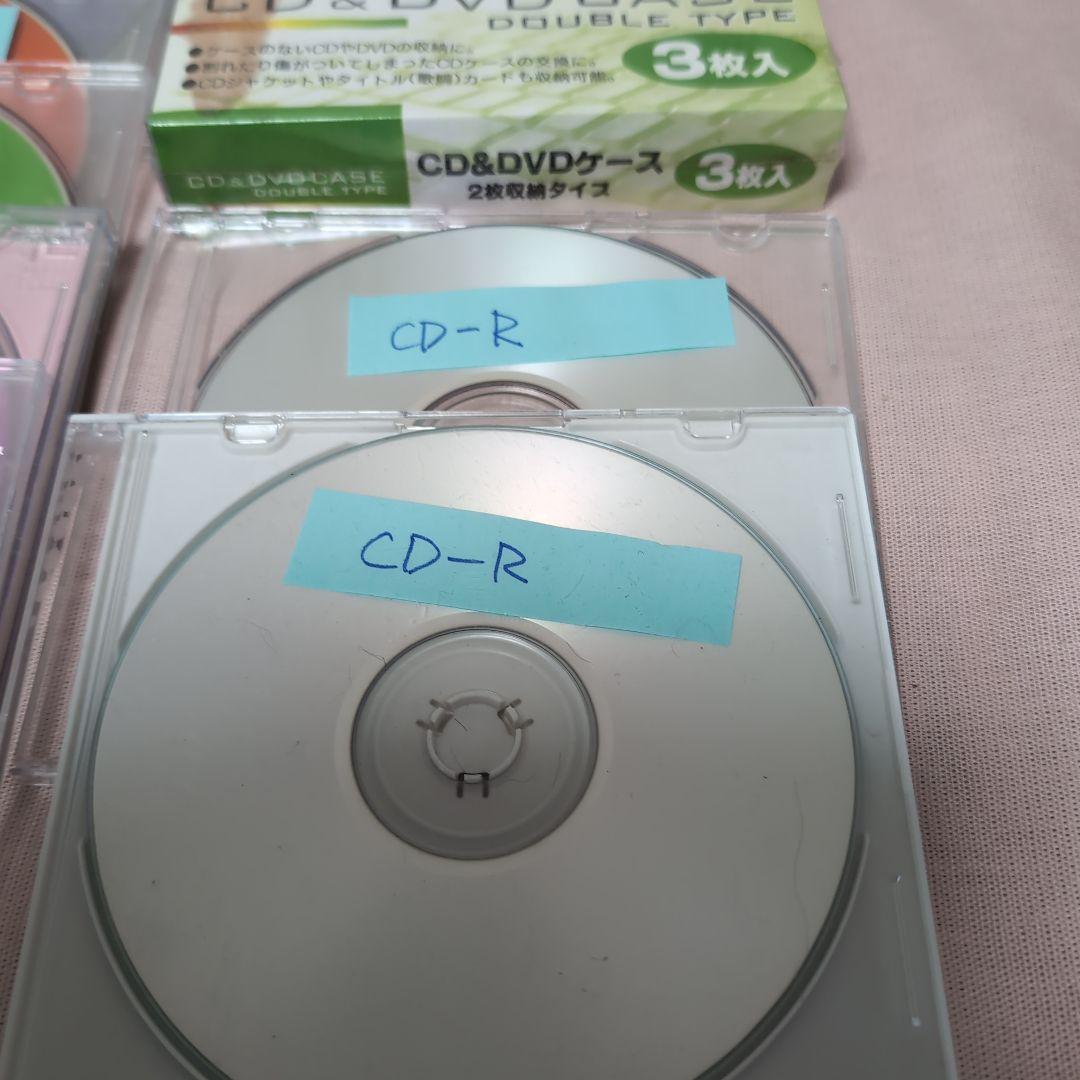 CD & DVD CASE
DOUBLE TYPE
●ケースのないCDやDVDの収納に。
●割れたり傷がついてしまったCDケースの交換に。
●CDジャケットやタイトル(歌詞)カードも収納可能。
3枚入
CD & DVD CASE
DOUBLE TYPE
CD&DVDケース
2枚収納タイプ
3枚入
CD-R
CD-R